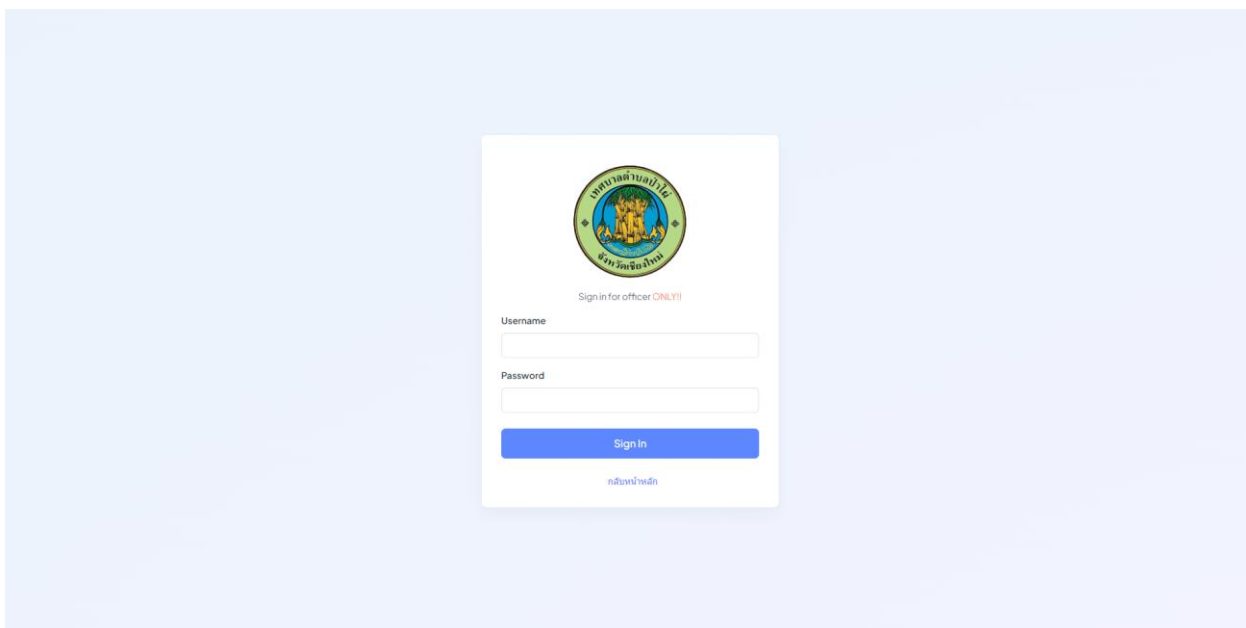 เทศบาลตำบลป่าไผ่
จังหวัดเชียงใหม่
Sign in for officer ONLY!!
Username
Password
Sign In
กลับหน้าหลัก